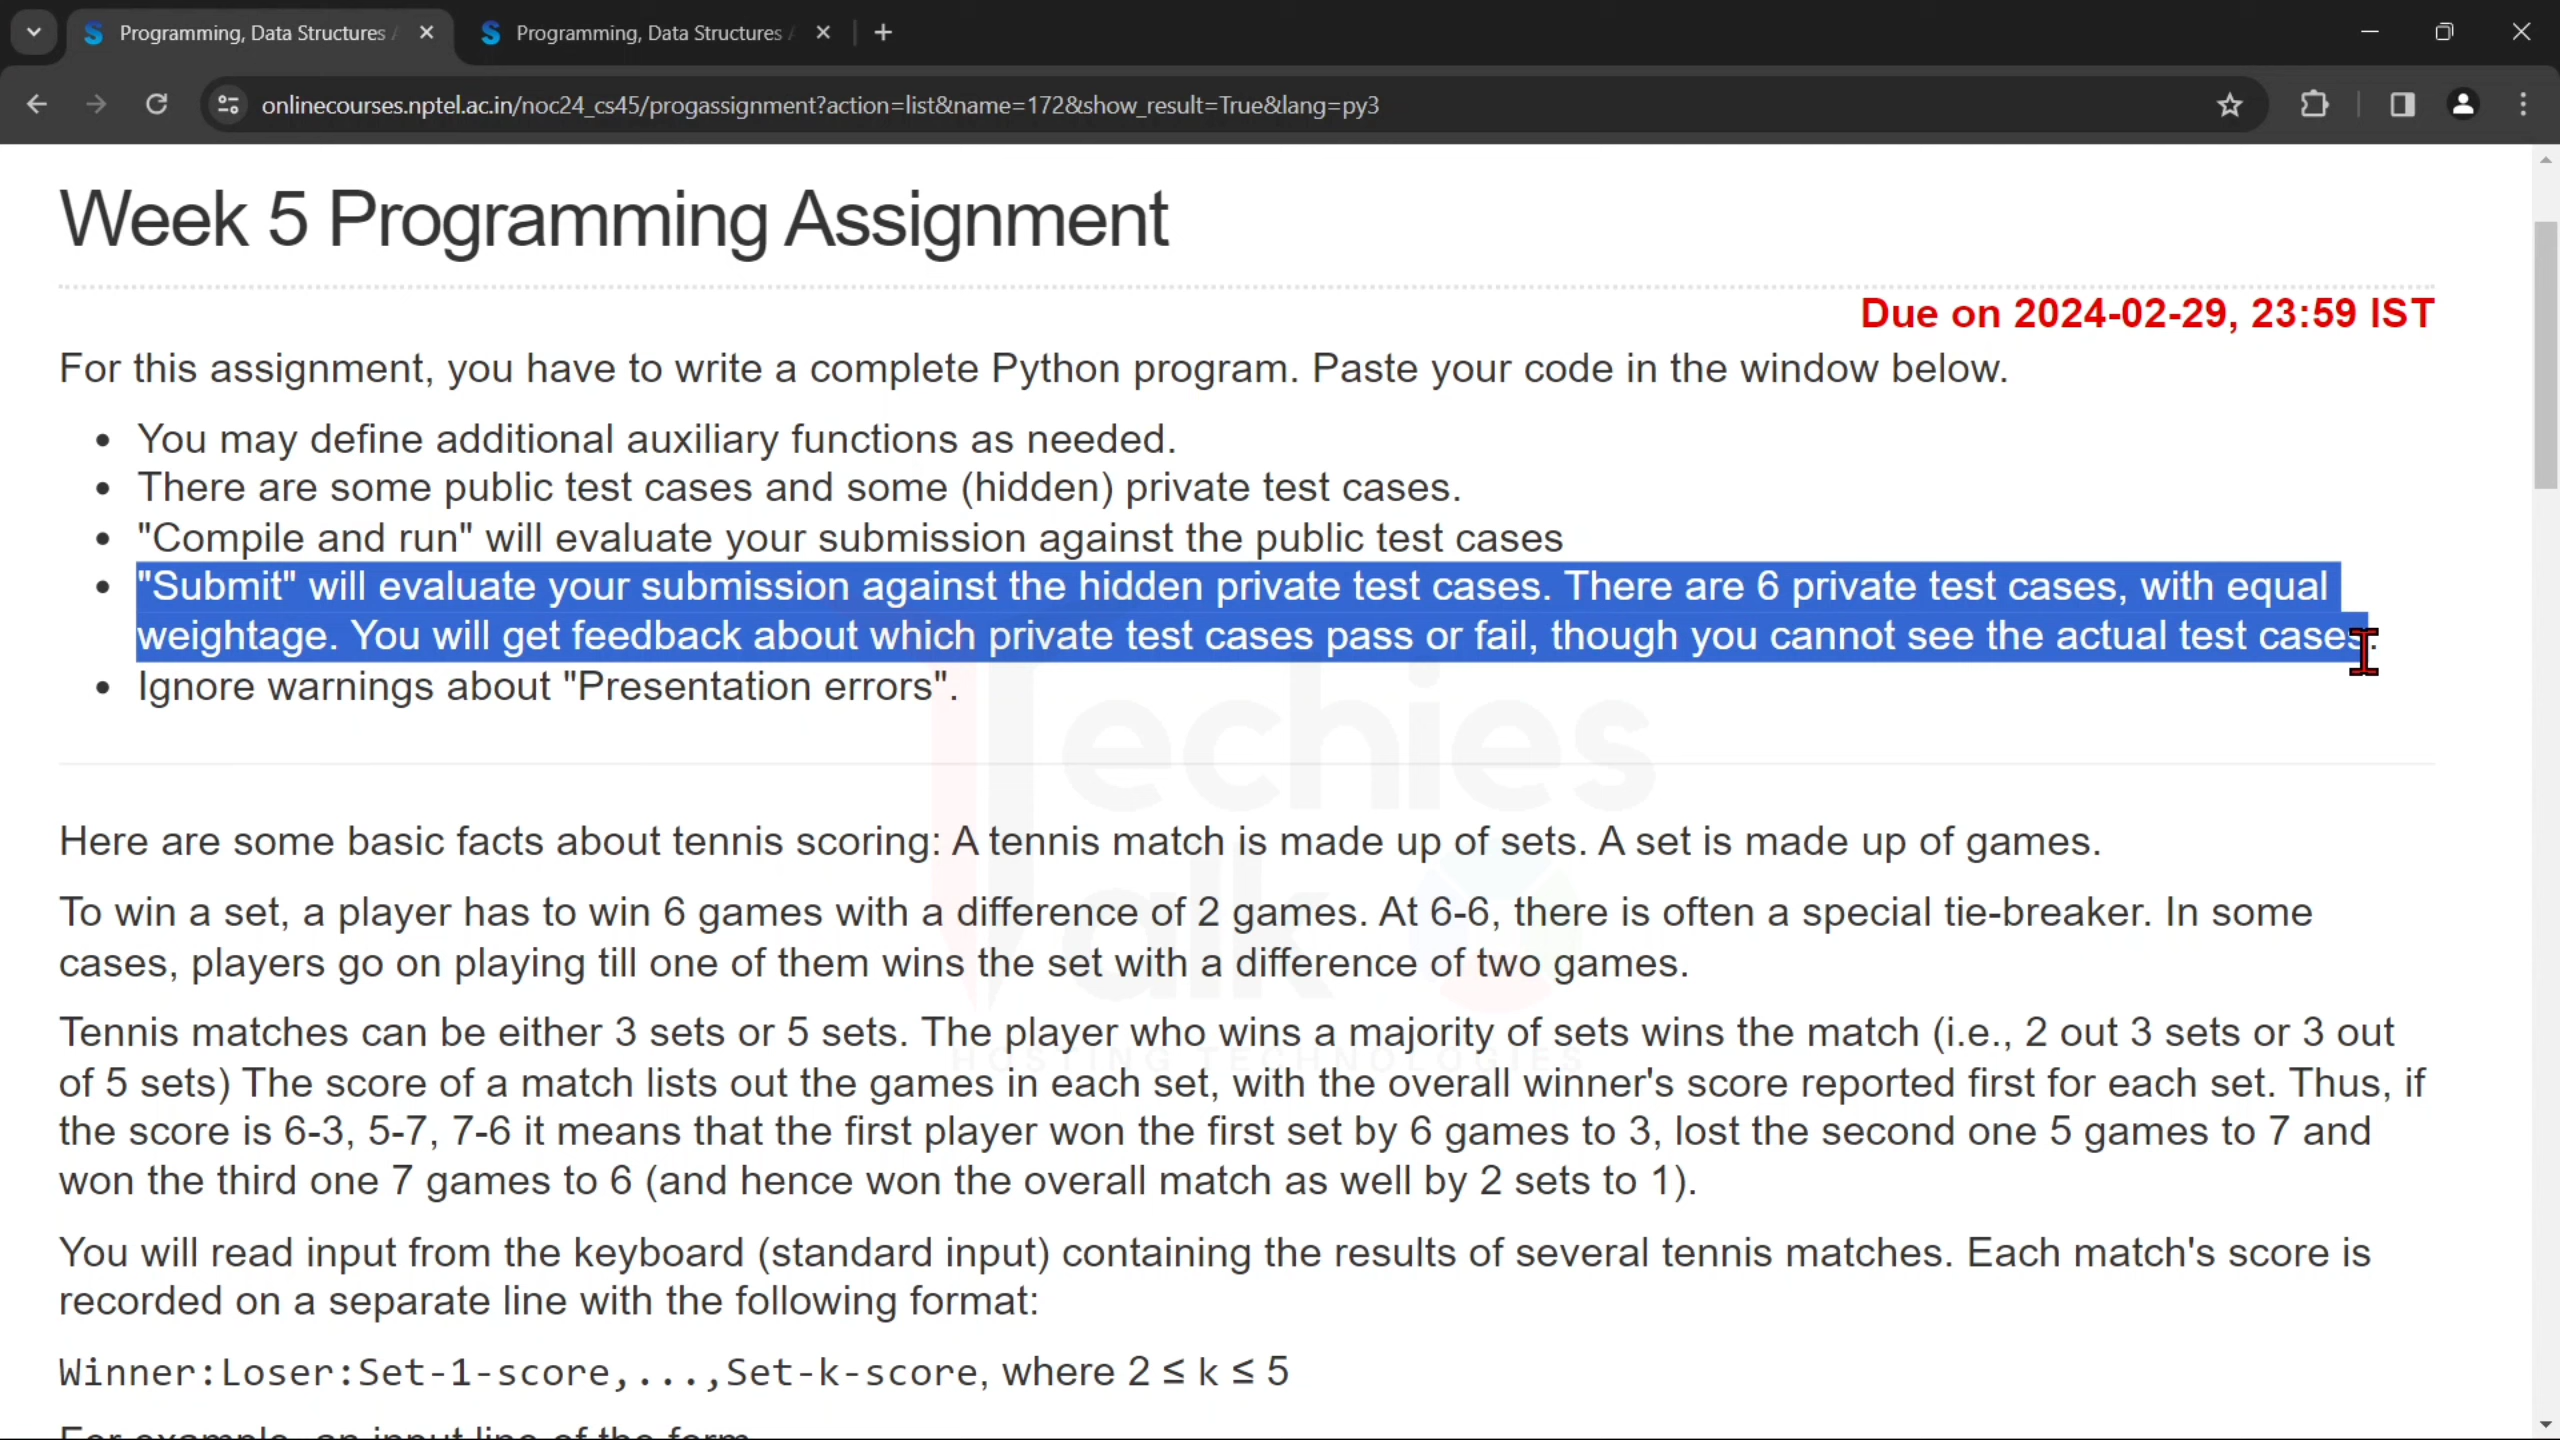 Programming, Data Structures
Programming, Data Structures
onlinecourses.nptel.ac.in/noc24_cs45/progassignment?action=list&name=172&show_result=True&lang=py3
Week 5 Programming Assignment
Due on 2024-02-29, 23:59 IST
For this assignment, you have to write a complete Python program. Paste your code in the window below.
• You may define additional auxiliary functions as needed.
• There are some public test cases and some (hidden) private test cases.
• "Compile and run" will evaluate your submission against the public test cases
• "Submit" will evaluate your submission against the hidden private test cases. There are 6 private test cases, with equal
weightage. You will get feedback about which private test cases pass or fail, though you cannot see the actual test cases.
• Ignore warnings about "Presentation errors".
Techies
Talk
HOSTING TECHNOLOGIES
Here are some basic facts about tennis scoring: A tennis match is made up of sets. A set is made up of games.
To win a set, a player has to win 6 games with a difference of 2 games. At 6-6, there is often a special tie-breaker. In some
cases, players go on playing till one of them wins the set with a difference of two games.
Tennis matches can be either 3 sets or 5 sets. The player who wins a majority of sets wins the match (i.e., 2 out 3 sets or 3 out
of 5 sets) The score of a match lists out the games in each set, with the overall winner's score reported first for each set. Thus, if
the score is 6-3, 5-7, 7-6 it means that the first player won the first set by 6 games to 3, lost the second one 5 games to 7 and
won the third one 7 games to 6 (and hence won the overall match as well by 2 sets to 1).
You will read input from the keyboard (standard input) containing the results of several tennis matches. Each match's score is
recorded on a separate line with the following format:
Winner:Loser:Set-1-score,...,Set-k-score, where 2 ≤ k ≤ 5
For example, an input line of the form